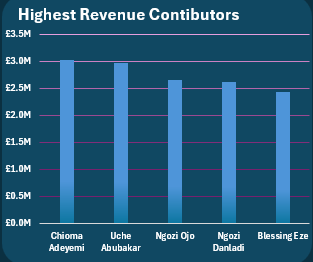 Highest Revenue Contibutors
£3.5M
£3.0M
£2.5M
£2.0M
£1.5M
£1.0M
£0.5M
£0.0M
Chioma Adeyemi
Uche Abubakar
Ngozi Ojo
Ngozi Danladi
Blessing Eze